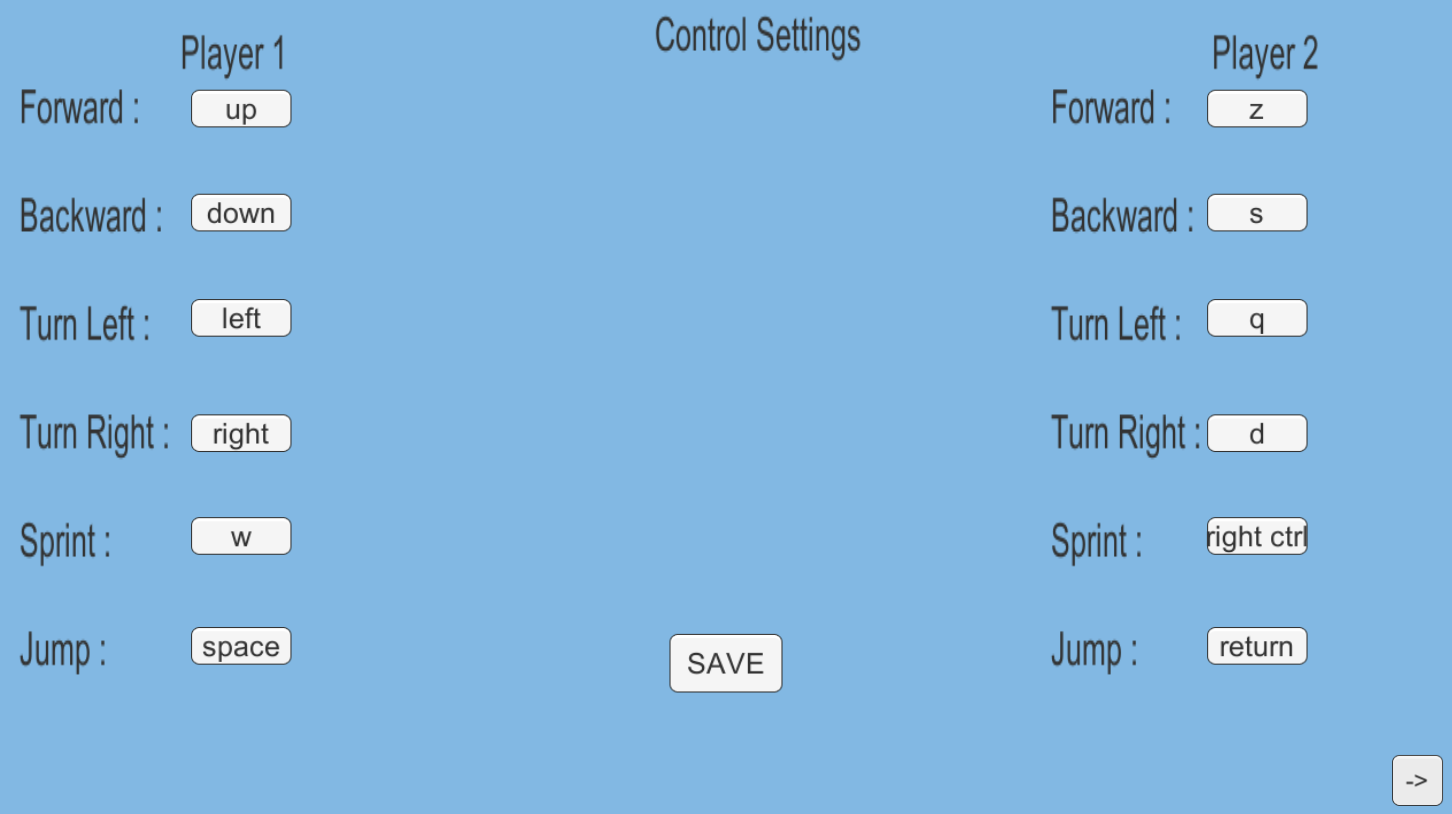 Control Settings
Player 1
Forward : up
Backward : down
Turn Left : left
Turn Right : right
Sprint : w
Jump : space
Player 2
Forward : z
Backward : s
Turn Left : q
Turn Right : d
Sprint : right ctrl
Jump : return
SAVE
->